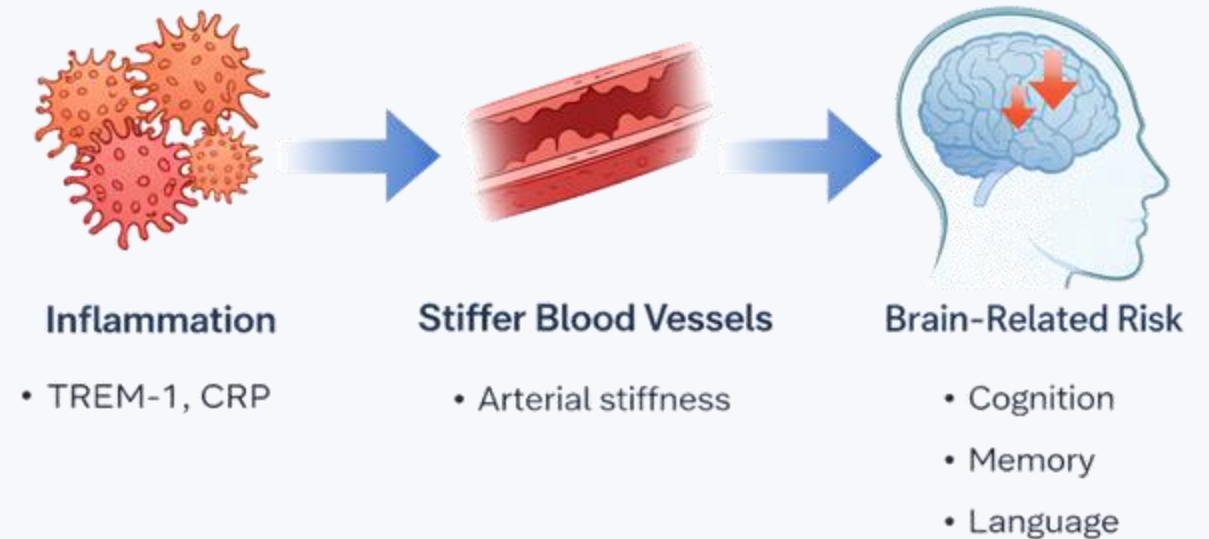 Inflammation
• TREM-1, CRP
Stiffer Blood Vessels
• Arterial stiffness
Brain-Related Risk
• Cognition
• Memory
• Language